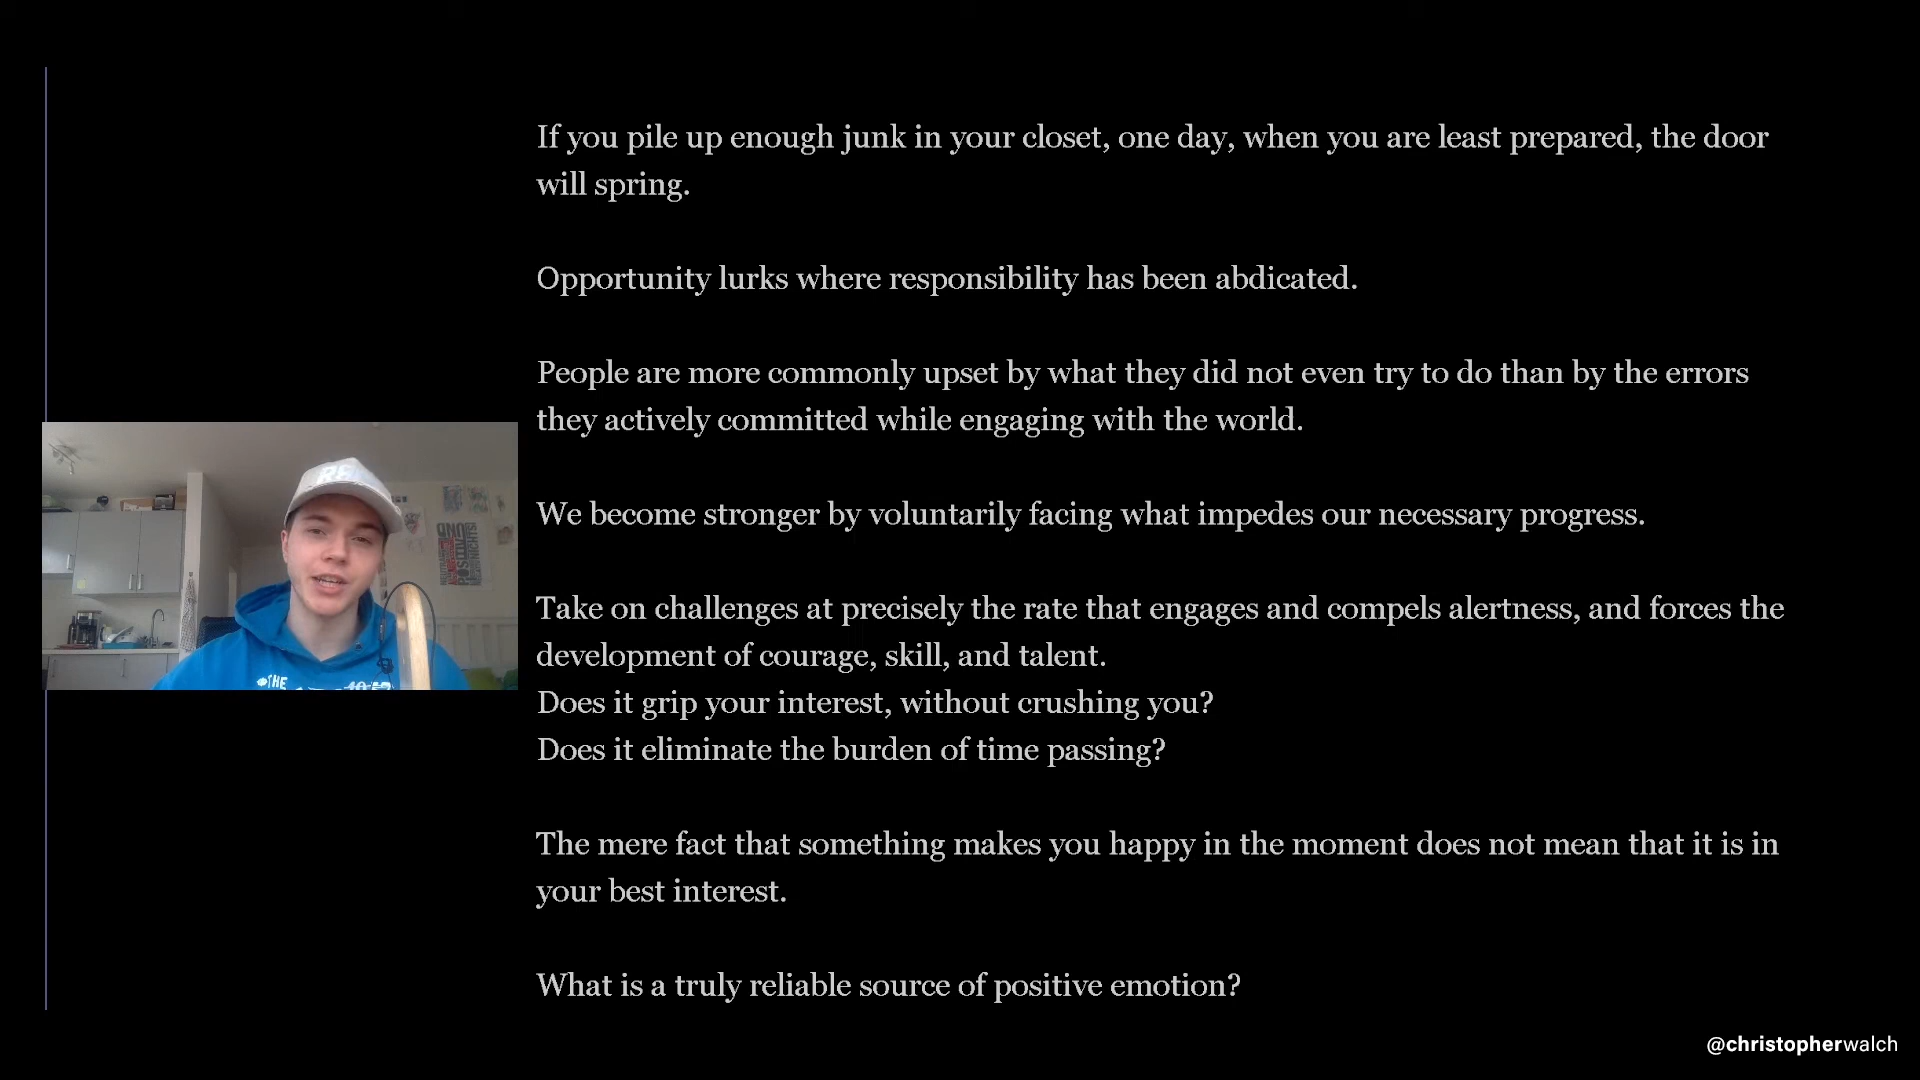 If you pile up enough junk in your closet, one day, when you are least prepared, the door
will spring.
Opportunity lurks where responsibility has been abdicated.
People are more commonly upset by what they did not even try to do than by the errors
they actively committed while engaging with the world.
We become stronger by voluntarily facing what impedes our necessary progress.
Take on challenges at precisely the rate that engages and compels alertness, and forces the
development of courage, skill, and talent.
Does it grip your interest, without crushing you?
Does it eliminate the burden of time passing?
The mere fact that something makes you happy in the moment does not mean that it is in
your best interest.
What is a truly reliable source of positive emotion?
THE
@christopherwalch